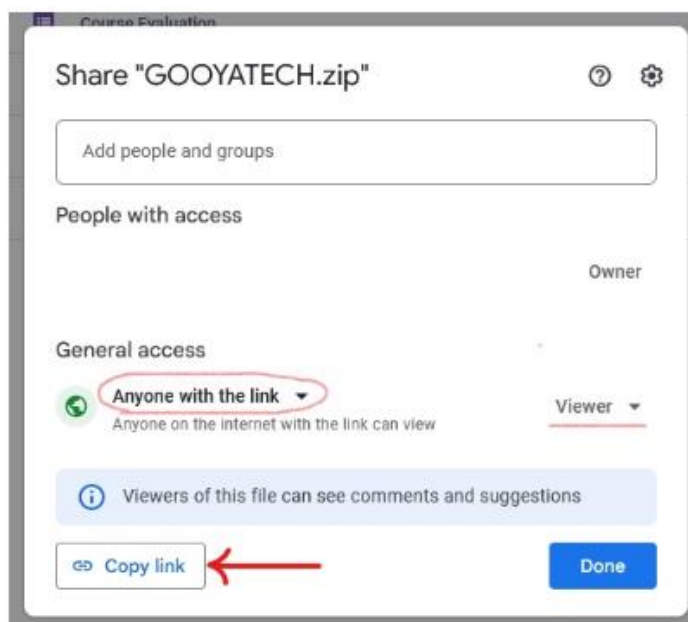 Course Evaluation
Share "GOOYATECH.zip"
Add people and groups
People with access
Owner
General access
Anyone with the link
Viewer
Anyone on the internet with the link can view
Viewers of this file can see comments and suggestions
Copy link
Done